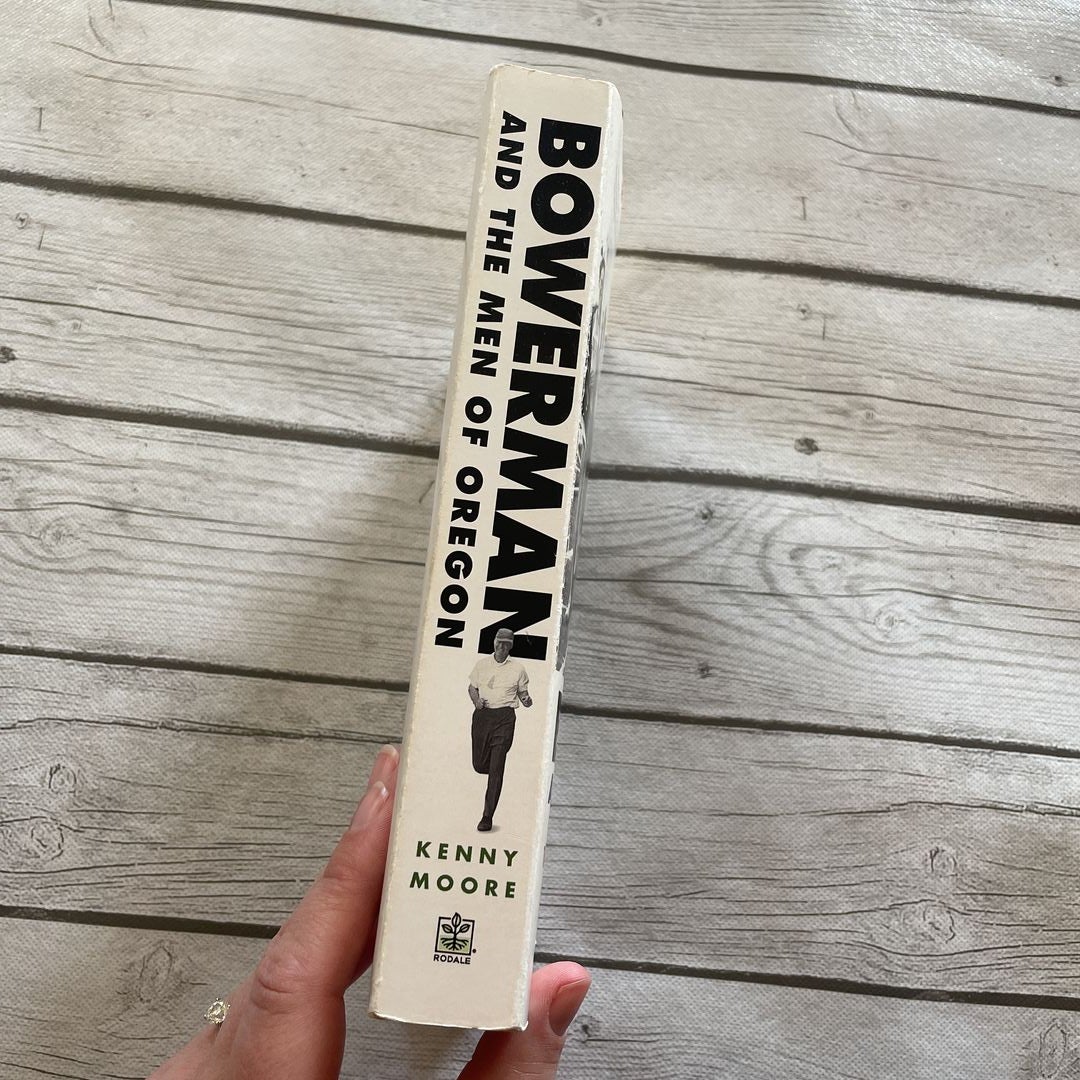 BOWERMAN
AND THE MEN OF OREGON
KENNY
MOORE
RODALE